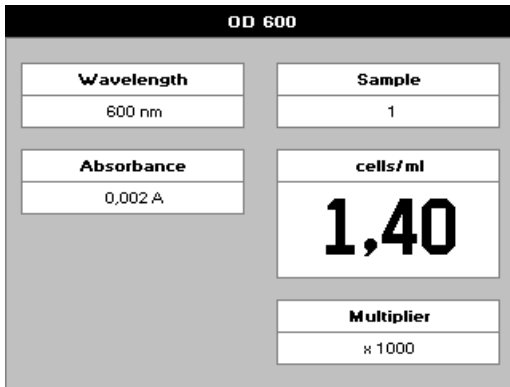 OD 600
Wavelength
600 nm
Sample
1
Absorbance
0,002 A
cells/ml
1,40
Multiplier
x 1000